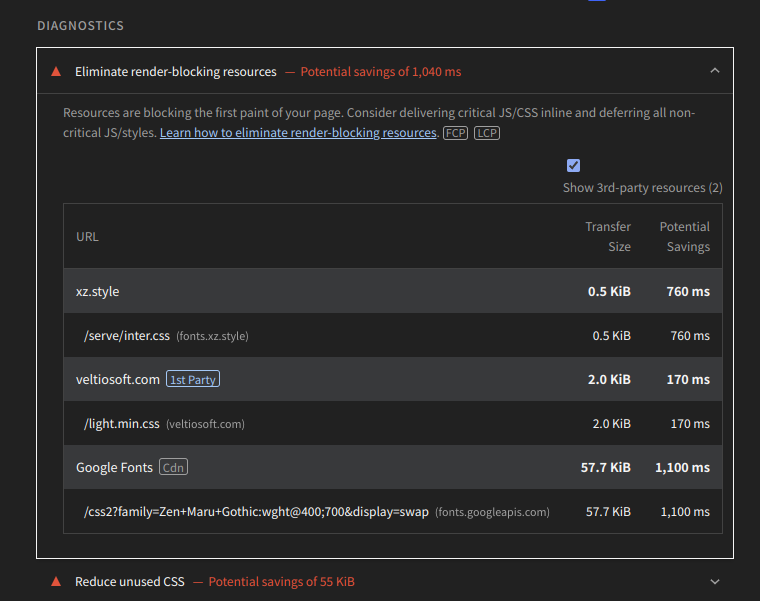 DIAGNOSTICS
Eliminate render-blocking resources — Potential savings of 1,040 ms
Resources are blocking the first paint of your page. Consider delivering critical JS/CSS inline and deferring all non-
critical JS/styles. Learn how to eliminate render-blocking resources. FCP LCP
Show 3rd-party resources (2)
URL Transfer Size Potential Savings
xz.style 0.5 KiB 760 ms
/serve/inter.css (fonts.xz.style) 0.5 KiB 760 ms
veltiosoft.com 1st Party 2.0 KiB 170 ms
/light.min.css (veltiosoft.com) 2.0 KiB 170 ms
Google Fonts Cdn 57.7 KiB 1,100 ms
/css2?family=Zen+Maru+Gothic:wght@400;700&display=swap (fonts.googleapis.com) 57.7 KiB 1,100 ms
Reduce unused CSS — Potential savings of 55 KiB